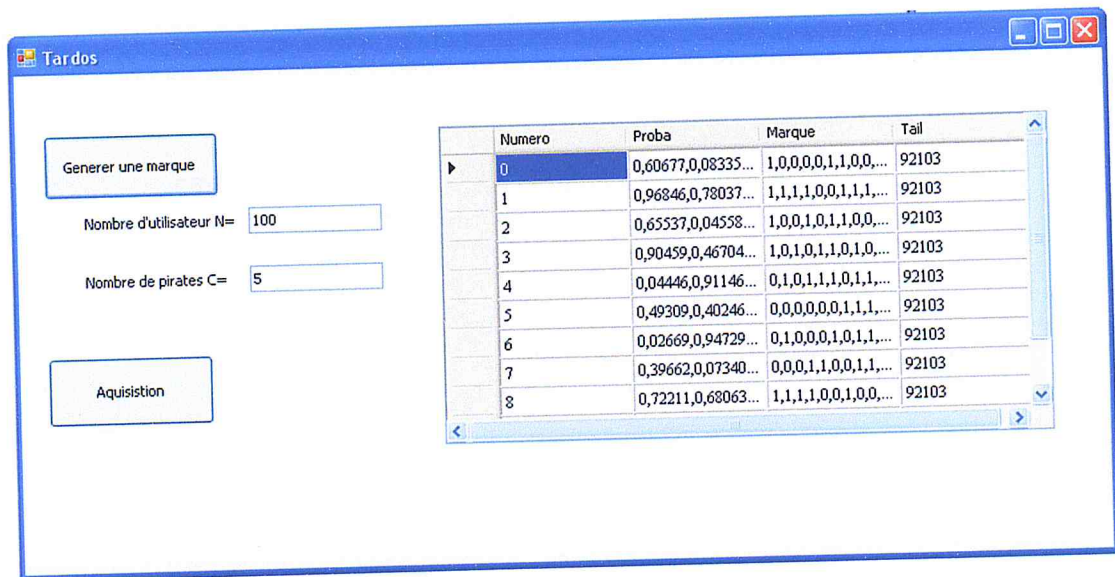 Tardos
Generer une marque
Nombre d'utilisateur N= 100
Nombre de pirates C= 5
Aquisistion
Numero Proba Marque Tail
0 0,60677,0,08335... 1,0,0,0,0,1,1,0,0,... 92103
1 0,96846,0,78037... 1,1,1,1,0,0,1,1,1,... 92103
2 0,65537,0,04558... 1,0,0,1,0,1,1,0,0,... 92103
3 0,90459,0,46704... 1,0,1,0,1,1,0,1,0,... 92103
4 0,04446,0,91146... 0,1,0,1,1,1,0,1,1,... 92103
5 0,49309,0,40246... 0,0,0,0,0,0,1,1,1,... 92103
6 0,02669,0,94729... 0,1,0,0,0,1,0,1,1,... 92103
7 0,39662,0,07340... 0,0,0,1,1,0,0,1,1,... 92103
8 0,72211,0,68063... 1,1,1,1,0,0,1,0,0,... 92103